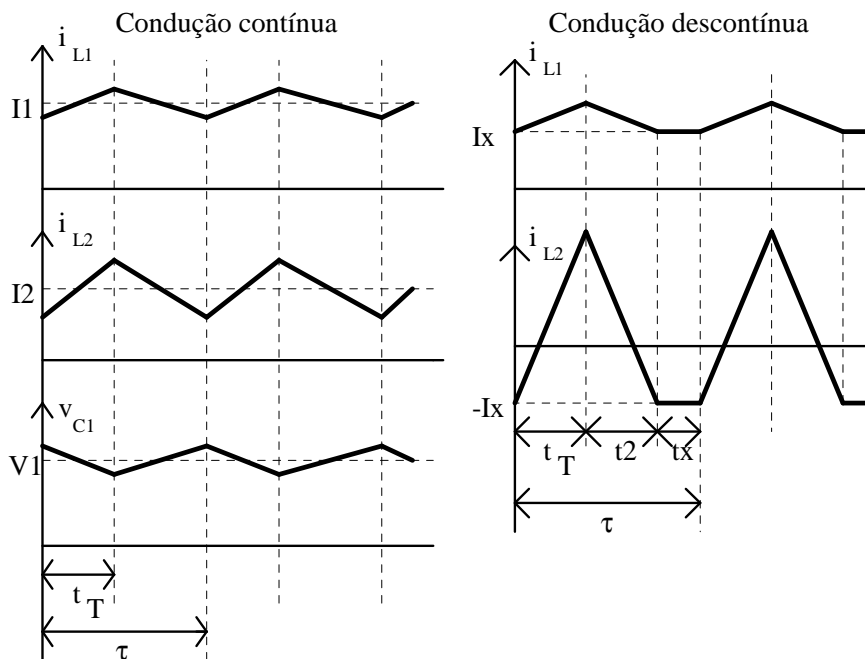 Condução contínua
i L1
I1
i L2
I2
v C1
V1
t T
τ
Condução descontínua
i L1
Ix
i L2
-Ix
t T t2 tx
τ